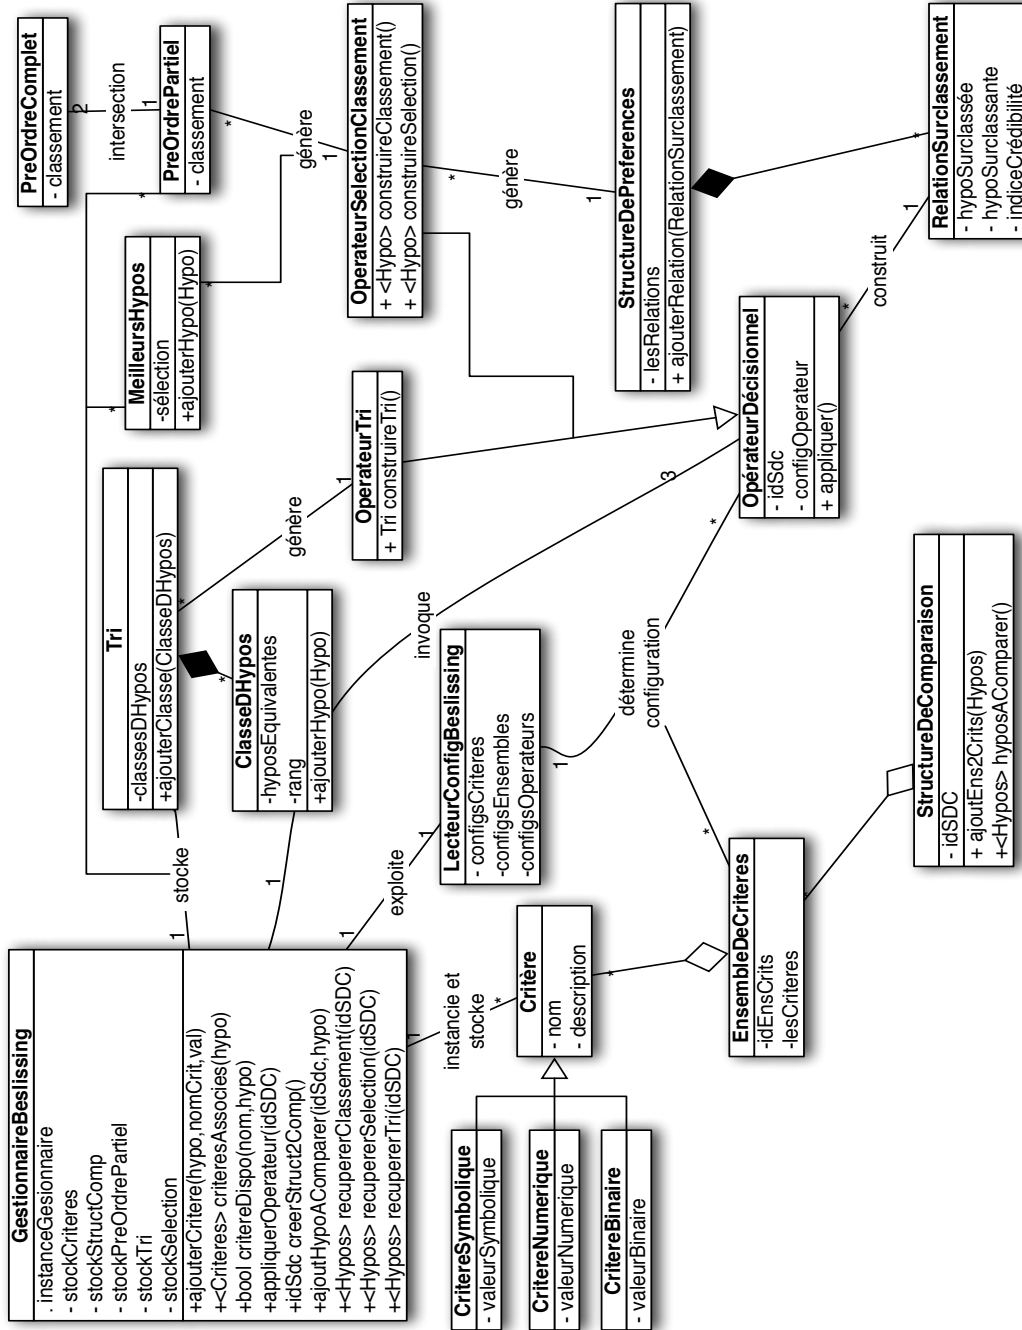 GestionnaireBeslissing
. instanceGesionnaire
- stockCriteres
- stockStructComp
- stockPreOrdrePartiel
- stockTri
- stockSelection
+ajouterCritere(hypo,nomCrit,val)
+<Criteres> criteresAssocies(hypo)
+bool critereDispo(nom,hypo)
+appliquerOperateur(idSDC)
+idSdc creerStruct2Comp()
+ajoutHypoAComparer(idSdc,hypo)
+<Hypos> recupererClassement(idSDC)
+<Hypos> recupererSelection(idSDC)
+<Hypos> recupererTri(idSDC)
1
stocke
1
1
exploite
1
1
instancie et
stocke
*
CritereSymbolique
- valeurSymbolique
CritereNumerique
- valeurNumerique
CritereBinaire
- valeurBinaire
Critère
- nom
- description
*
Tri
-classesDHypos
+ajouterClasse(ClasseDHypos)
*
*
ClasseDHypos
-hyposEquivalentes
-rang
+ajouterHypo(Hypo)
génère
1
invoque
3
LecteurConfigBeslissing
- configsCriteres
-configsEnsembles
-configsOperateurs
1
détermine
configuration
*
*
EnsembleDeCriteres
-idEnsCrits
-lesCriteres
*
StructureDeComparaison
- idSDC
+ ajoutEns2Crits(Hypos)
+<Hypos> hyposAComparer()
PreOrdreComplet
- classement
2
intersection
1
PreOrdrePartiel
- classement
*
*
MeilleursHypos
-sélection
+ajouterHypo(Hypo)
*
*
génère
1
OperateurTri
+ Tri construireTri()
OperateurSelectionClassement
+ <Hypo> construireClassement()
+ <Hypo> construireSelection()
*
génère
1
StructureDePreferences
- lesRelations
+ ajouterRelation(RelationSurclassement)
*
OpérateurDécisionnel
- idSdc
- configOperateur
+ appliquer()
*
construit
1
RelationSurclassement
- hypoSurclassée
- hypoSurclassante
- indiceCrédibilité